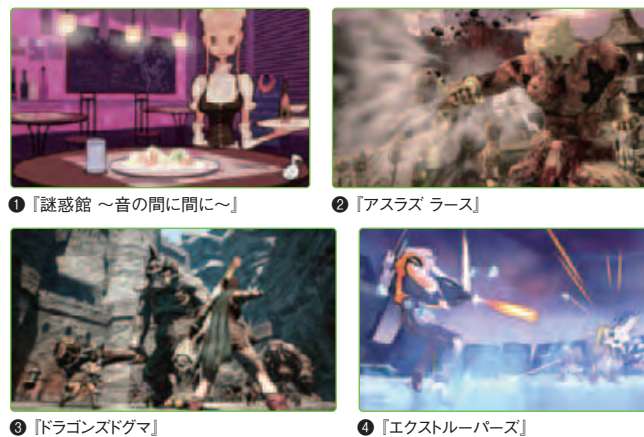 ❶ 『謎惑館 ～音の間に間に～』
❷ 『アスラズ ラース』
❸ 『ドラゴンズドグマ』
❹ 『エクストルーパーズ』